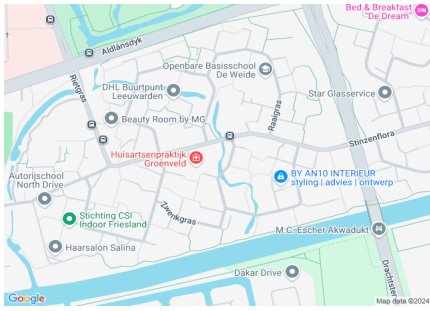 Bed & Breakfast
"De Dream"
Aldlânsdyk
Openbare Basisschool
De Weide
Rietgras
DHL Buurtpunt
Leeuwarden
Star Glasservice
Beauty Room by MG
Raaigras
Stinzenflora
Huisartsenpraktijk
Groenveld
Autorijschool
North Drive
BY AN10 INTERIEUR
styling | advies | ontwerp
Zwenkgras
Stichting CSI
Indoor Friesland
M.C. Escher Akwadukt
Haarsalon Salina
Dakar Drive
Drachtster
Google
Map data ©2024